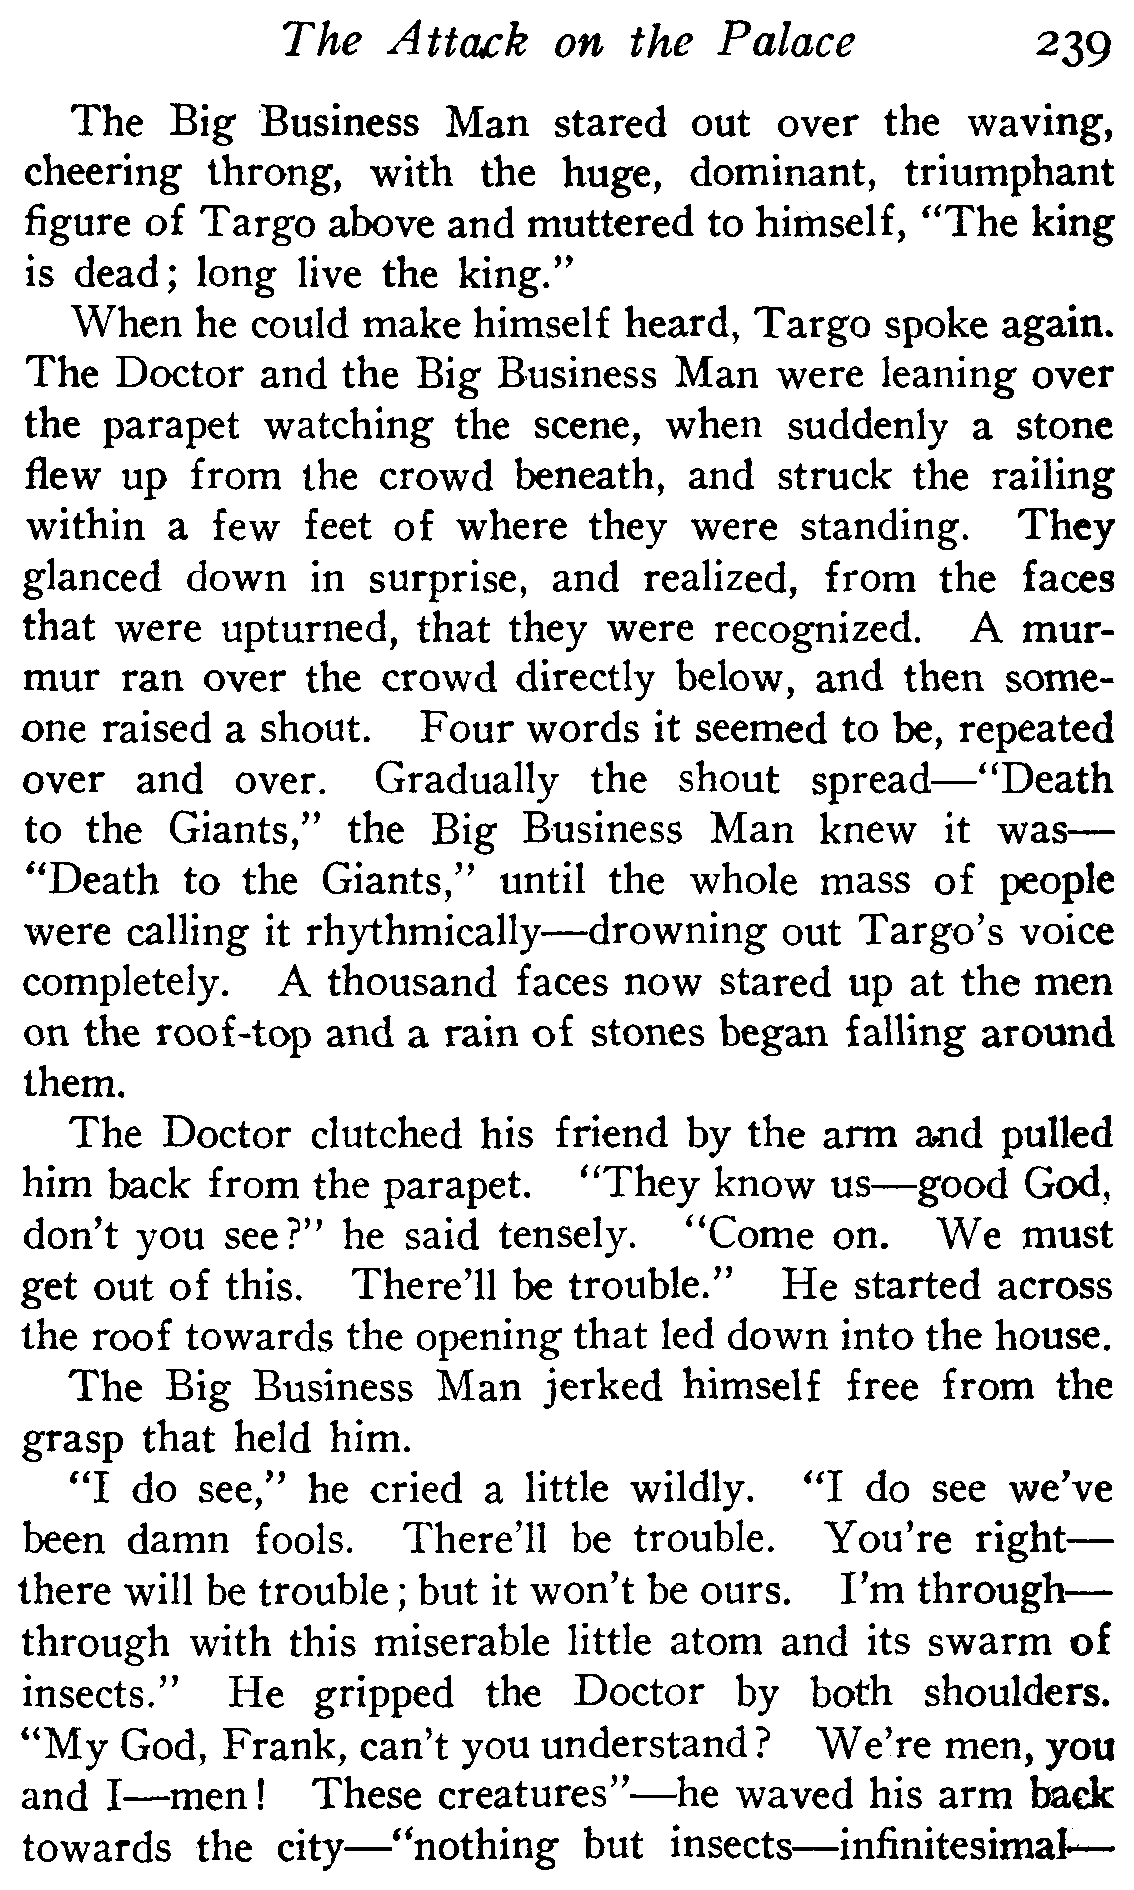 The Attack on the Palace 239
The Big Business Man stared out over the waving,
cheering throng, with the huge, dominant, triumphant
figure of Targo above and muttered to himself, "The king
is dead; long live the king."
When he could make himself heard, Targo spoke again.
The Doctor and the Big Business Man were leaning over
the parapet watching the scene, when suddenly a stone
flew up from the crowd beneath, and struck the railing
within a few feet of where they were standing. They
glanced down in surprise, and realized, from the faces
that were upturned, that they were recognized. A mur-
mur ran over the crowd directly below, and then some-
one raised a shout. Four words it seemed to be, repeated
over and over. Gradually the shout spread—"Death
to the Giants," the Big Business Man knew it was—
"Death to the Giants," until the whole mass of people
were calling it rhythmically—drowning out Targo's voice
completely. A thousand faces now stared up at the men
on the roof-top and a rain of stones began falling around
them.
The Doctor clutched his friend by the arm and pulled
him back from the parapet. "They know us—good God,
don't you see?" he said tensely. "Come on. We must
get out of this. There'll be trouble." He started across
the roof towards the opening that led down into the house.
The Big Business Man jerked himself free from the
grasp that held him.
"I do see," he cried a little wildly. "I do see we've
been damn fools. There'll be trouble. You're right—
there will be trouble; but it won't be ours. I'm through—
through with this miserable little atom and its swarm of
insects." He gripped the Doctor by both shoulders.
"My God, Frank, can't you understand? We're men, you
and I—men! These creatures"—he waved his arm back
towards the city—"nothing but insects—infinitesimal—